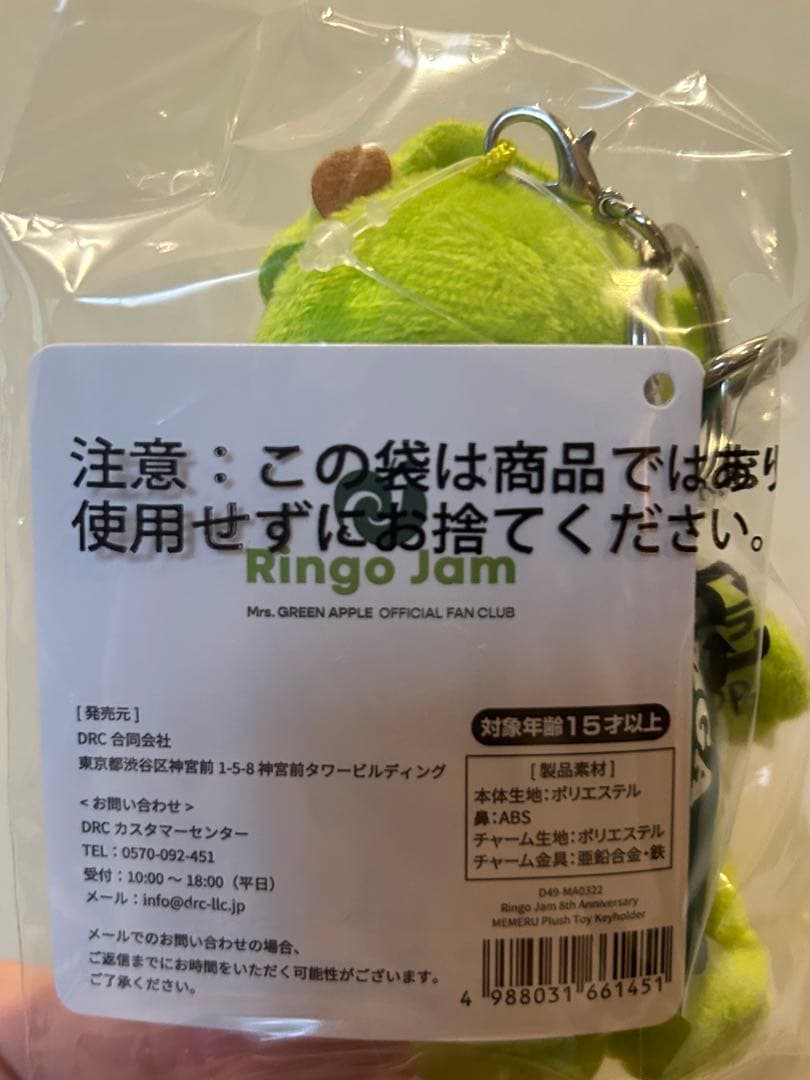 注意：この袋は商品ではあり
使用せずにお捨てください。
Ringo Jam
Mrs. GREEN APPLE OFFICIAL FAN CLUB
[発売元]
DRC 合同会社
東京都渋谷区神宮前 1-5-8 神宮前タワービルディング
<お問い合わせ>
DRC カスタマーセンター
TEL：0570-092-451
受付：10:00 ～ 18:00（平日）
メール：info@drc-llc.jp
メールでのお問い合わせの場合、
ご返信までにお時間をいただく可能性がございます。
ご了承ください。
対象年齢15才以上
[製品素材]
本体生地：ポリエステル
鼻：ABS
チャーム生地：ポリエステル
チャーム金具：亜鉛合金・鉄
D49-MA0322
Ringo Jam 8th Anniversary
MEMERU Plush Toy Keyholder
4 988031 661451